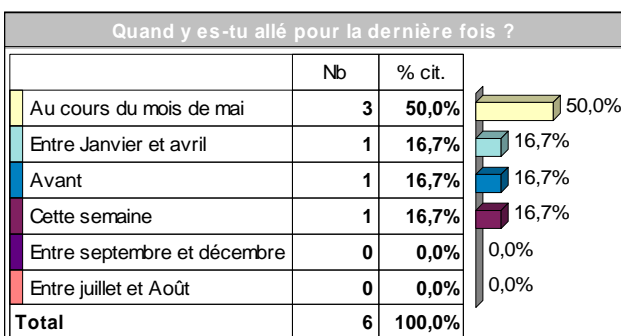 Quand y es-tu allé pour la dernière fois ?
Nb % cit.
Au cours du mois de mai 3 50,0% 50,0%
Entre Janvier et avril 1 16,7% 16,7%
Avant 1 16,7% 16,7%
Cette semaine 1 16,7% 16,7%
Entre septembre et décembre 0 0,0% 0,0%
Entre juillet et Août 0 0,0% 0,0%
Total 6 100,0%